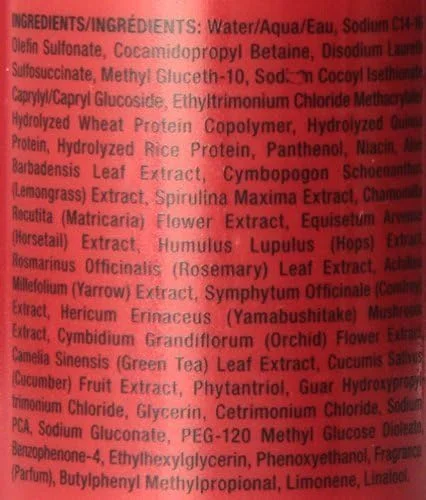 INGREDIENTS/INGRÉDIENTS: Water/Aqua/Eau, Sodium C14-16
Olefin Sulfonate, Cocamidopropyl Betaine, Disodium Laureth
Sulfosuccinate, Methyl Gluceth-10, Sodium Cocoyl Isethionate,
Caprylyl/Capryl Glucoside, Ethyltrimonium Chloride Methacrylate/
Hydrolyzed Wheat Protein Copolymer, Hydrolyzed Quinoa
Protein, Hydrolyzed Rice Protein, Panthenol, Niacin, Aloe
Barbadensis Leaf Extract, Cymbopogon Schoenanthus
(Lemongrass) Extract, Spirulina Maxima Extract, Chamomilla
Recutita (Matricaria) Flower Extract, Equisetum Arvense
(Horsetail) Extract, Humulus Lupulus (Hops) Extract,
Rosmarinus Officinalis (Rosemary) Leaf Extract, Achillea
Millefolium (Yarrow) Extract, Symphytum Officinale (Comfrey)
Extract, Hericum Erinaceus (Yamabushitake) Mushroom
Extract, Cymbidium Grandiflorum (Orchid) Flower Extract,
Camelia Sinensis (Green Tea) Leaf Extract, Cucumis Sativus
(Cucumber) Fruit Extract, Phytantriol, Guar Hydroxypropyl-
trimonium Chloride, Glycerin, Cetrimonium Chloride, Sodium
PCA, Sodium Gluconate, PEG-120 Methyl Glucose Dioleate,
Benzophenone-4, Ethylhexylglycerin, Phenoxyethanol, Fragrance
(Parfum), Butylphenyl Methylpropional, Limonene, Linalool.